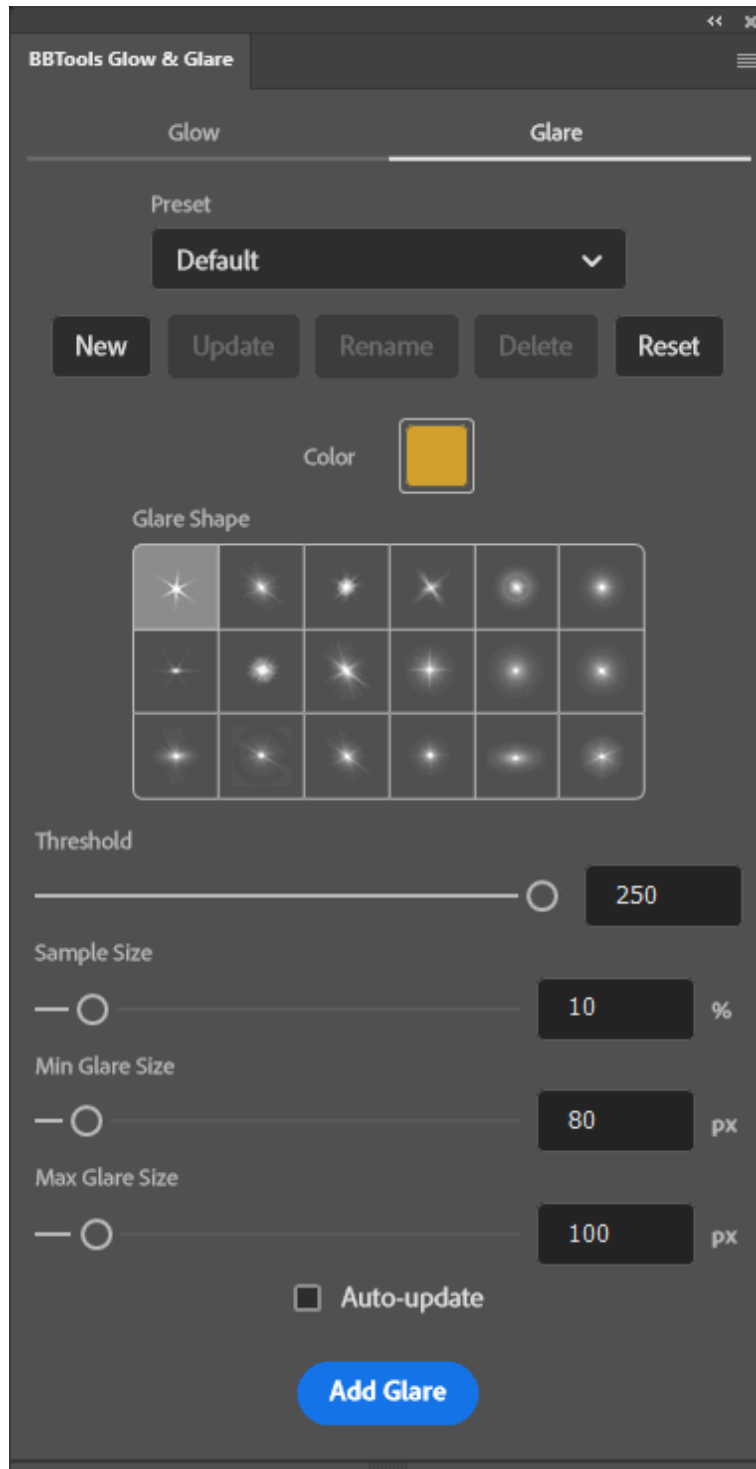 BBTools Glow & Glare
Glow Glare
Preset
Default
New Update Rename Delete Reset
Color
Glare Shape
Threshold
250
Sample Size
10 %
Min Glare Size
80 px
Max Glare Size
100 px
Auto-update
Add Glare